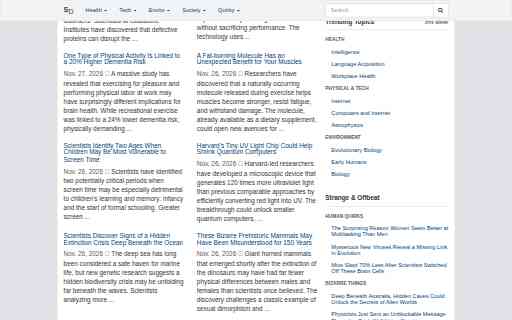 SD
Health
Tech
Enviro
Society
Quirky
Search
Institutes have discovered that defective
proteins can disrupt the ...
One Type of Physical Activity Is Linked to
a 20% Higher Dementia Risk
Nov. 27, 2026 □ A massive study has
revealed that exercising for pleasure and
performing physical labor at work may
have surprisingly different implications for
brain health. While recreational exercise
was linked to a 24% lower dementia risk,
physically demanding ...
Scientists Identify Two Ages When
Children May Be Most Vulnerable to
Screen Time
Nov. 26, 2026 □ Scientists have identified
two potentially critical periods when
screen time may be especially detrimental
to children's learning and memory: infancy
and the start of formal schooling. Greater
screen ...
Scientists Discover Signs of a Hidden
Extinction Crisis Deep Beneath the Ocean
Nov. 26, 2026 □ The deep sea has long
been considered a safe haven for marine
life, but new genetic research suggests a
hidden biodiversity crisis may be unfolding
far beneath the waves. Scientists
analyzing more ...
without sacrificing performance. The
technology uses ...
A Fat-burning Molecule Has an
Unexpected Benefit for Your Muscles
Nov. 26, 2026 □ Researchers have
discovered that a naturally occurring
molecule released during exercise helps
muscles become stronger, resist fatigue,
and withstand damage. The molecule,
already available as a dietary supplement,
could open new avenues for ...
Harvard's Tiny UV Light Chip Could Help
Shrink Quantum Computers
Nov. 26, 2026 □ Harvard-led researchers
have developed a microscopic device that
generates 120 times more ultraviolet light
than previous comparable approaches by
efficiently converting red light into UV. The
breakthrough could unlock smaller
quantum computers, ...
These Bizarre Prehistoric Mammals May
Have Been Misunderstood for 150 Years
Nov. 26, 2026 □ Giant horned mammals
that emerged shortly after the extinction of
the dinosaurs may have had far fewer
physical differences between males and
females than scientists once believed. The
discovery challenges a classic example of
sexual dimorphism and ...
Trending Topics
this week
HEALTH
Intelligence
Language Acquisition
Workplace Health
PHYSICAL & TECH
Internet
Computers and Internet
Astrophysics
ENVIRONMENT
Evolutionary Biology
Early Humans
Biology
Strange & Offbeat
HUMAN QUIRKS
The Surprising Reason Women Seem Better at
Multitasking Than Men
Mysterious New Viruses Reveal a Missing Link
in Evolution
Mice Slept 70% Less After Scientists Switched
Off These Brain Cells
BIZARRE THINGS
Deep Beneath Australia, Hidden Caves Could
Unlock the Secrets of Alien Worlds
Physicists Just Sent an Unblockable Message